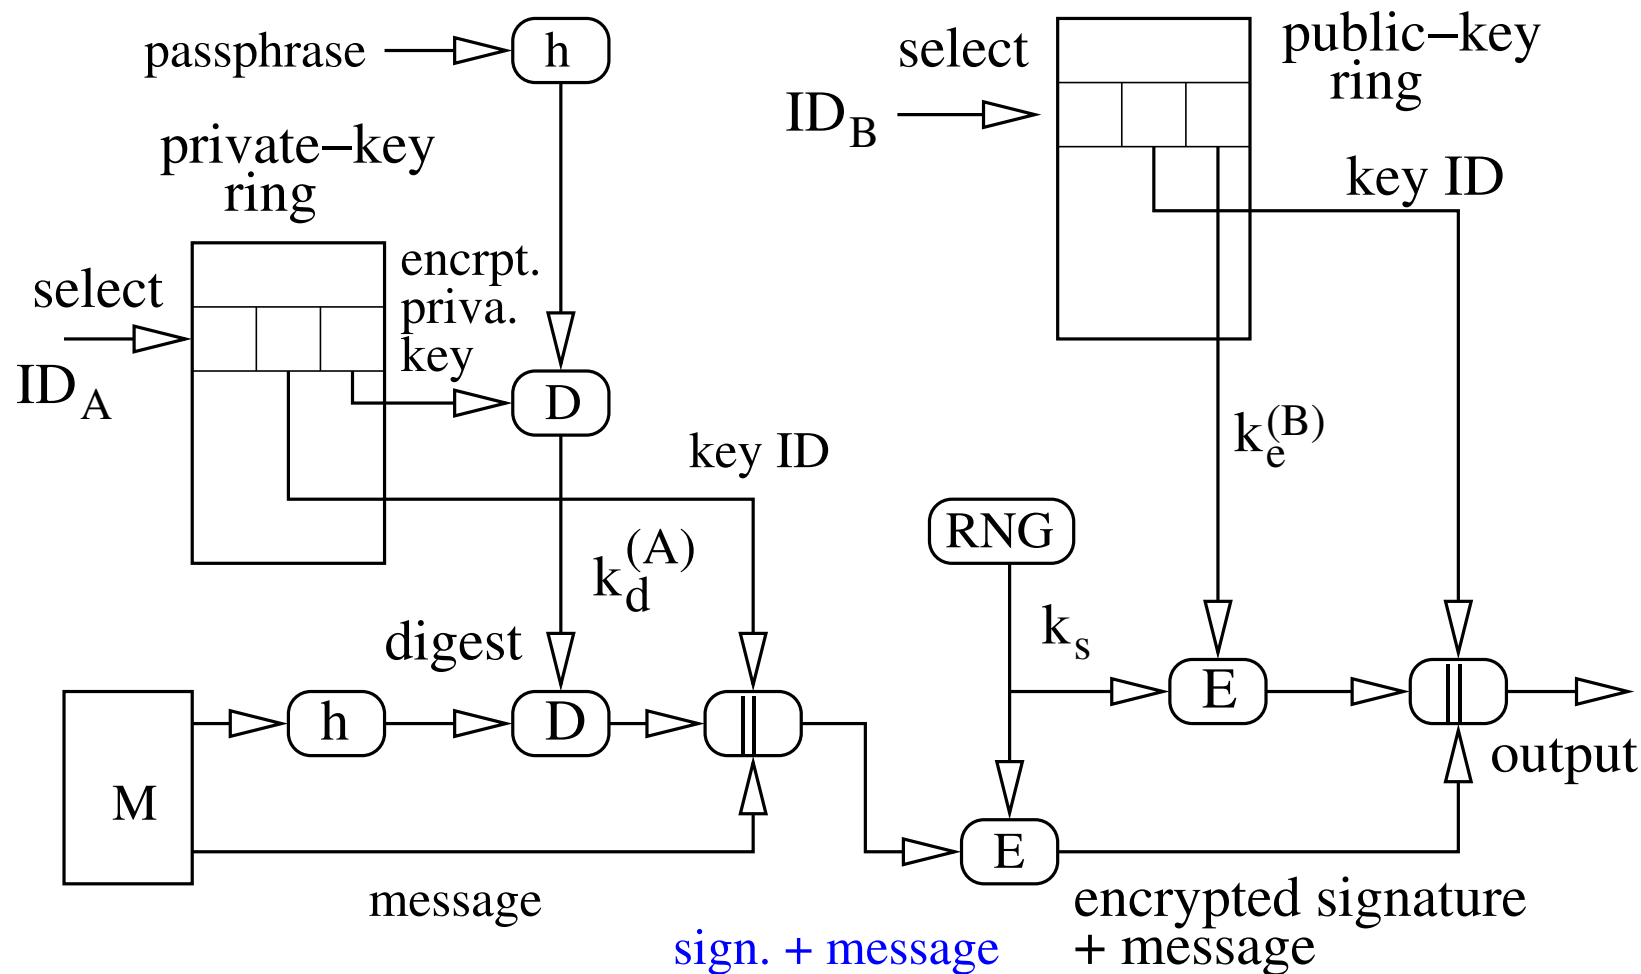 passphrase
h
select
ID_B
public–key
ring
private–key
ring
key ID
select
ID_A
encrpt.
priva.
key
D
key ID
k_e^(B)
RNG
k_d^(A)
digest
k_s
M
h
D
||
E
||
output
E
message
encrypted signature
+ message
sign. + message